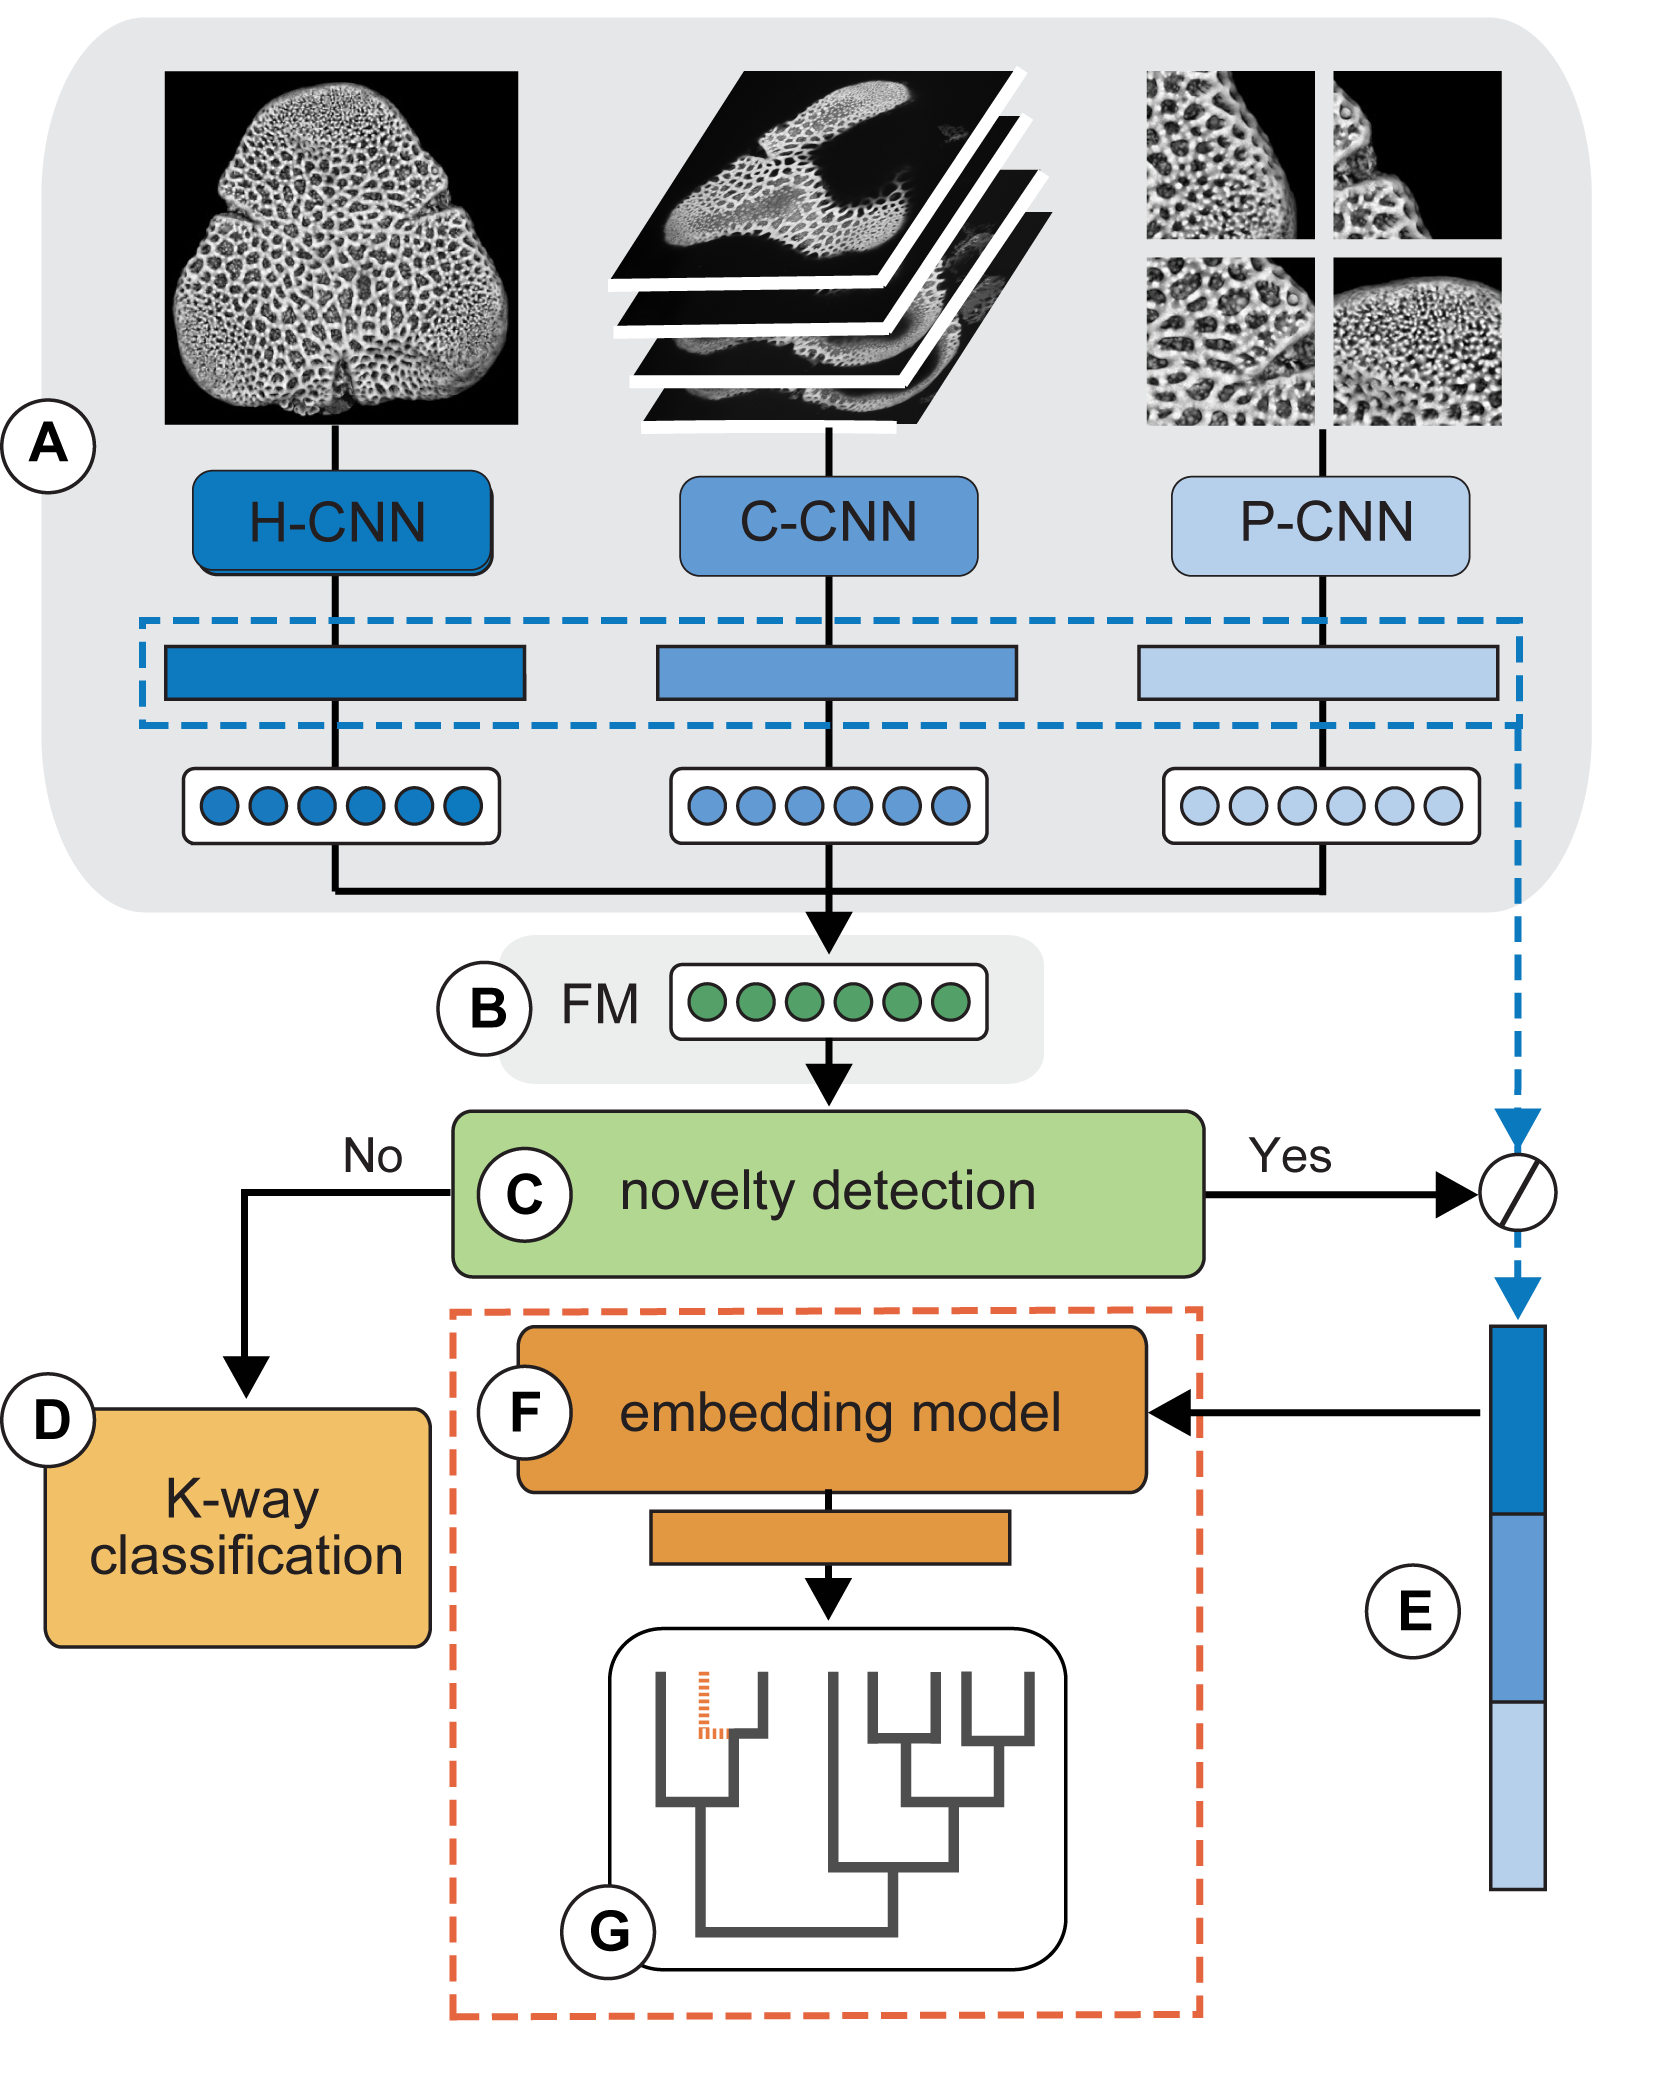 A
H-CNN
C-CNN
P-CNN
B
FM
No
C
novelty detection
Yes
D
K-way
classification
F
embedding model
E
G